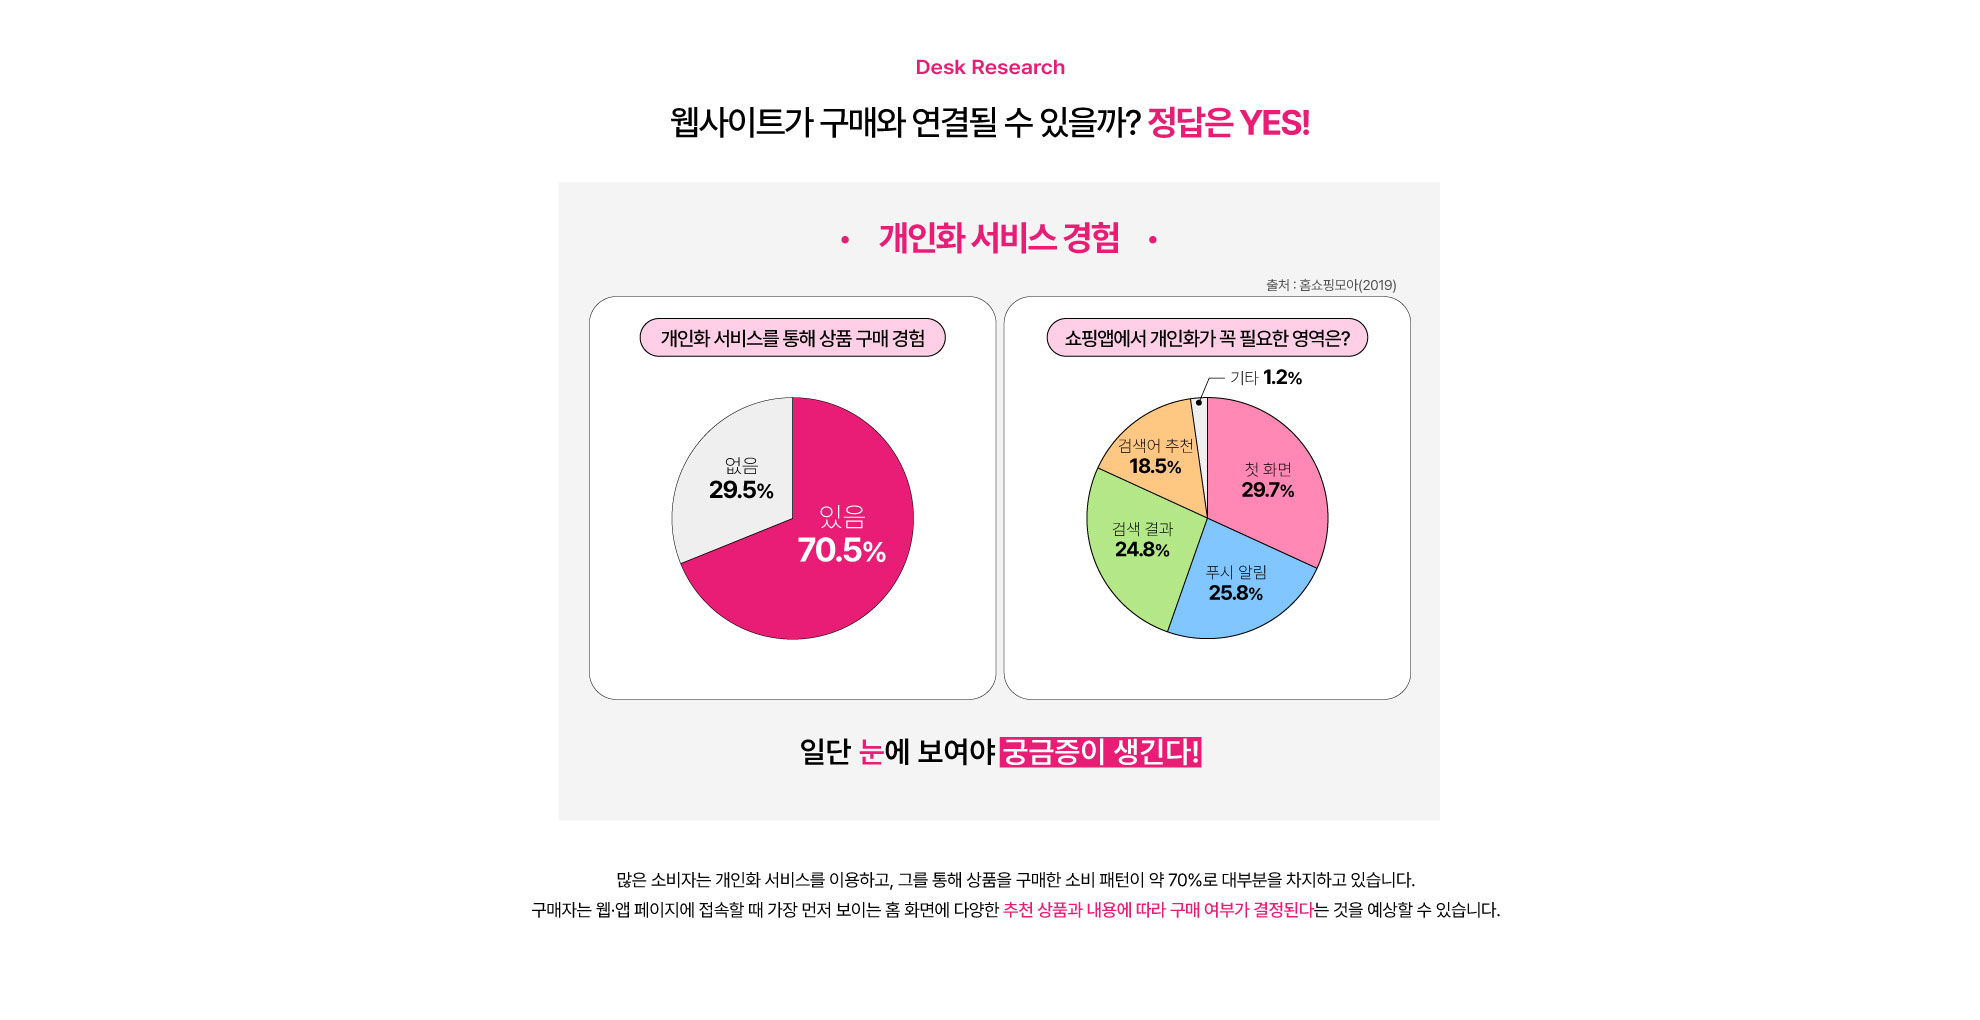 Desk Research
웹사이트가 구매와 연결될 수 있을까? 정답은 YES!
• 개인화 서비스 경험 •
출처 : 홈쇼핑모아(2019)
개인화 서비스를 통해 상품 구매 경험
없음
29.5%
있음
70.5%
쇼핑앱에서 개인화가 꼭 필요한 영역은?
기타 1.2%
검색어 추천
18.5%
첫 화면
29.7%
검색 결과
24.8%
푸시 알림
25.8%
일단 눈에 보여야 궁금증이 생긴다!
많은 소비자는 개인화 서비스를 이용하고, 그를 통해 상품을 구매한 소비 패턴이 약 70%로 대부분을 차지하고 있습니다.
구매자는 웹·앱 페이지에 접속할 때 가장 먼저 보이는 홈 화면에 다양한 추천 상품과 내용에 따라 구매 여부가 결정된다는 것을 예상할 수 있습니다.